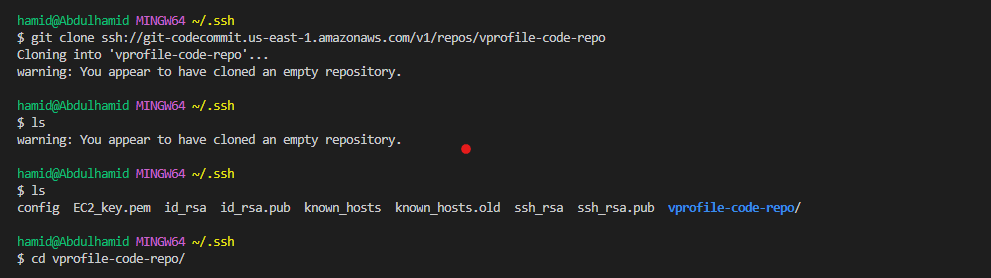 hamid@Abdulhamid MINGW64 ~/.ssh
$ git clone ssh://git-codecommit.us-east-1.amazonaws.com/v1/repos/vprofile-code-repo
Cloning into 'vprofile-code-repo'...
warning: You appear to have cloned an empty repository.
hamid@Abdulhamid MINGW64 ~/.ssh
$ ls
warning: You appear to have cloned an empty repository.
hamid@Abdulhamid MINGW64 ~/.ssh
$ ls
config  EC2_key.pem  id_rsa  id_rsa.pub  known_hosts  known_hosts.old  ssh_rsa  ssh_rsa.pub  vprofile-code-repo/
hamid@Abdulhamid MINGW64 ~/.ssh
$ cd vprofile-code-repo/